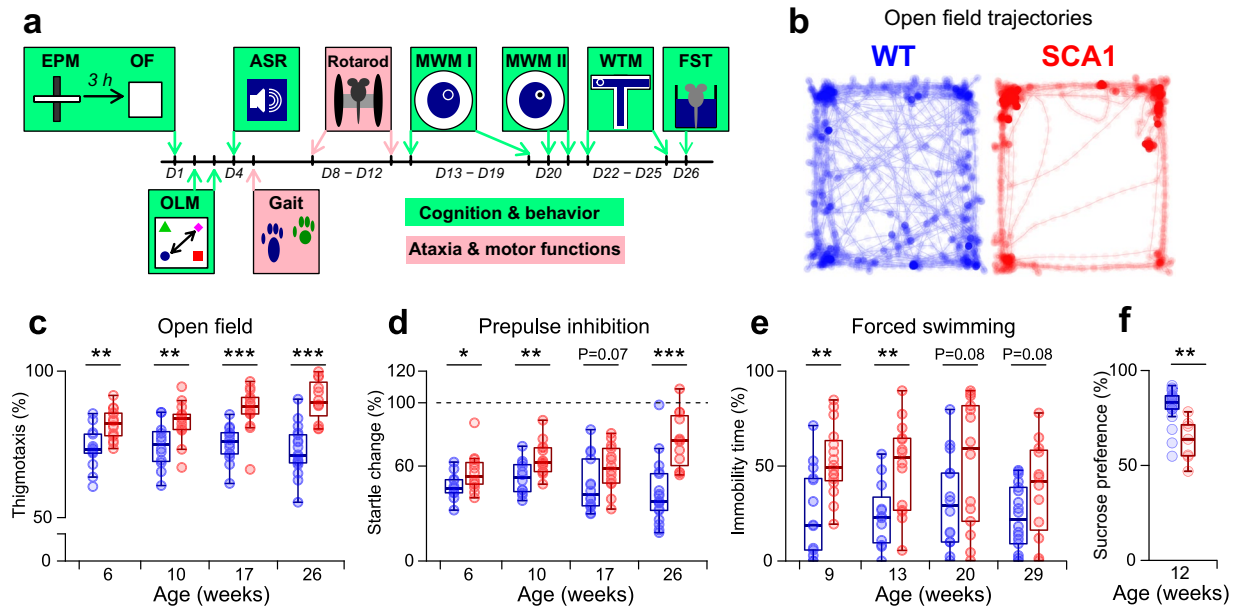 a
EPM
OF
3 h
ASR
Rotarod
MWM I
MWM II
WTM
FST
D1
D4
D8 – D12
D13 – D19
D20
D22 – D25
D26
OLM
Gait
Cognition & behavior
Ataxia & motor functions
b
Open field trajectories
WT
SCA1
c
Open field
** ** *** ***
Thigmotaxis (%)
100
50
0
6 10 17 26
Age (weeks)
d
Prepulse inhibition
* ** P=0.07 ***
Startle change (%)
120
100
60
0
6 10 17 26
Age (weeks)
e
Forced swimming
** ** P=0.08 P=0.08
Immobility time (%)
100
50
0
9 13 20 29
Age (weeks)
f
**
Sucrose preference (%)
100
50
0
12
Age (weeks)